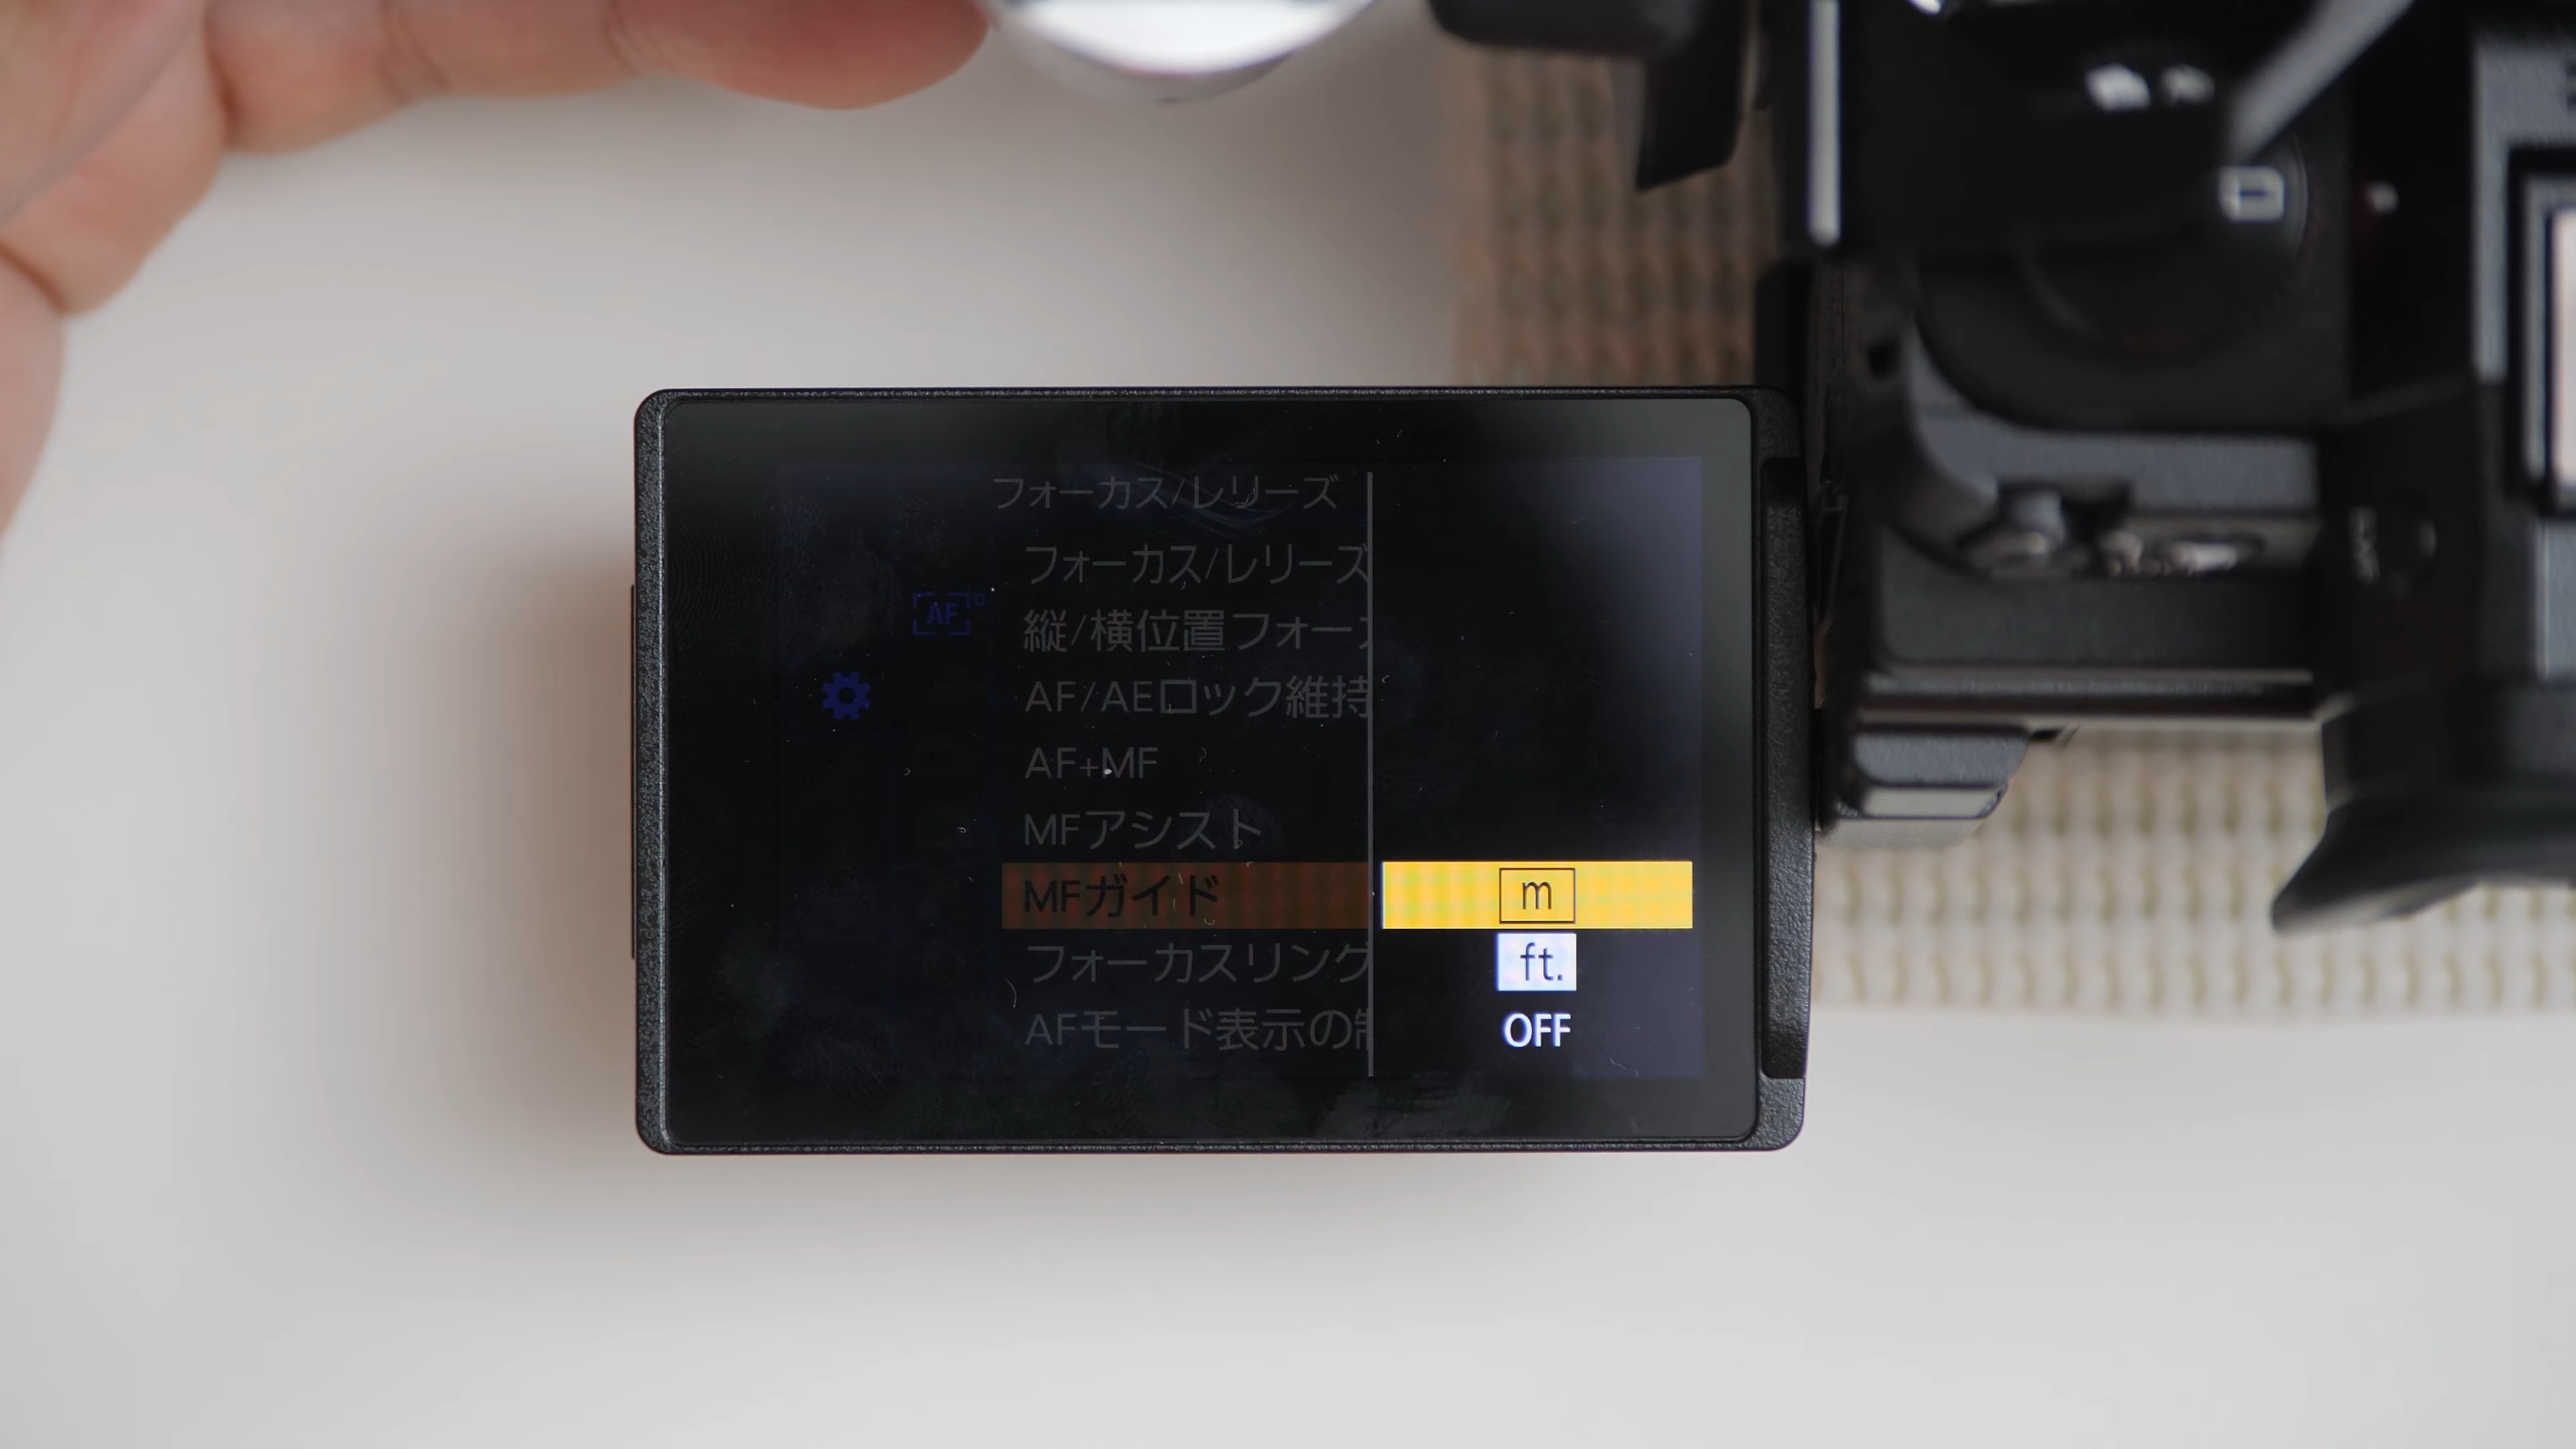 フォーカス/レリーズ
フォーカス/レリーズ
縦/横位置フォー
AF
AF/AEロック維持
AF+MF
MFアシスト
MFガイド
m
フォーカスリング
ft.
AFモード表示の
OFF